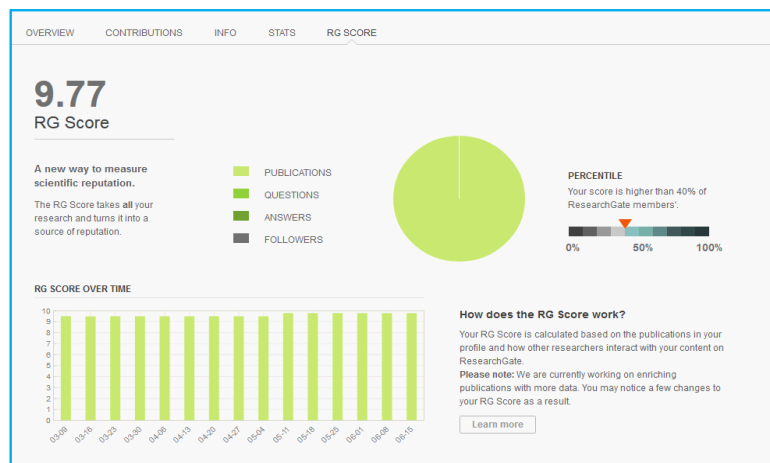 OVERVIEW CONTRIBUTIONS INFO STATS RG SCORE
9.77
RG Score
A new way to measure
scientific reputation.
The RG Score takes all your
research and turns it into a
source of reputation.
PUBLICATIONS
QUESTIONS
ANSWERS
FOLLOWERS
PERCENTILE
Your score is higher than 40% of
ResearchGate members'.
0% 50% 100%
RG SCORE OVER TIME
10
9
8
7
6
5
4
3
2
1
0
03-09 03-16 03-23 03-30 04-06 04-13 04-20 04-27 05-04 05-11 05-18 05-25 06-01 06-08 06-15
How does the RG Score work?
Your RG Score is calculated based on the publications in your
profile and how other researchers interact with your content on
ResearchGate.
Please note: We are currently working on enriching
publications with more data. You may notice a few changes to
your RG Score as a result.
Learn more